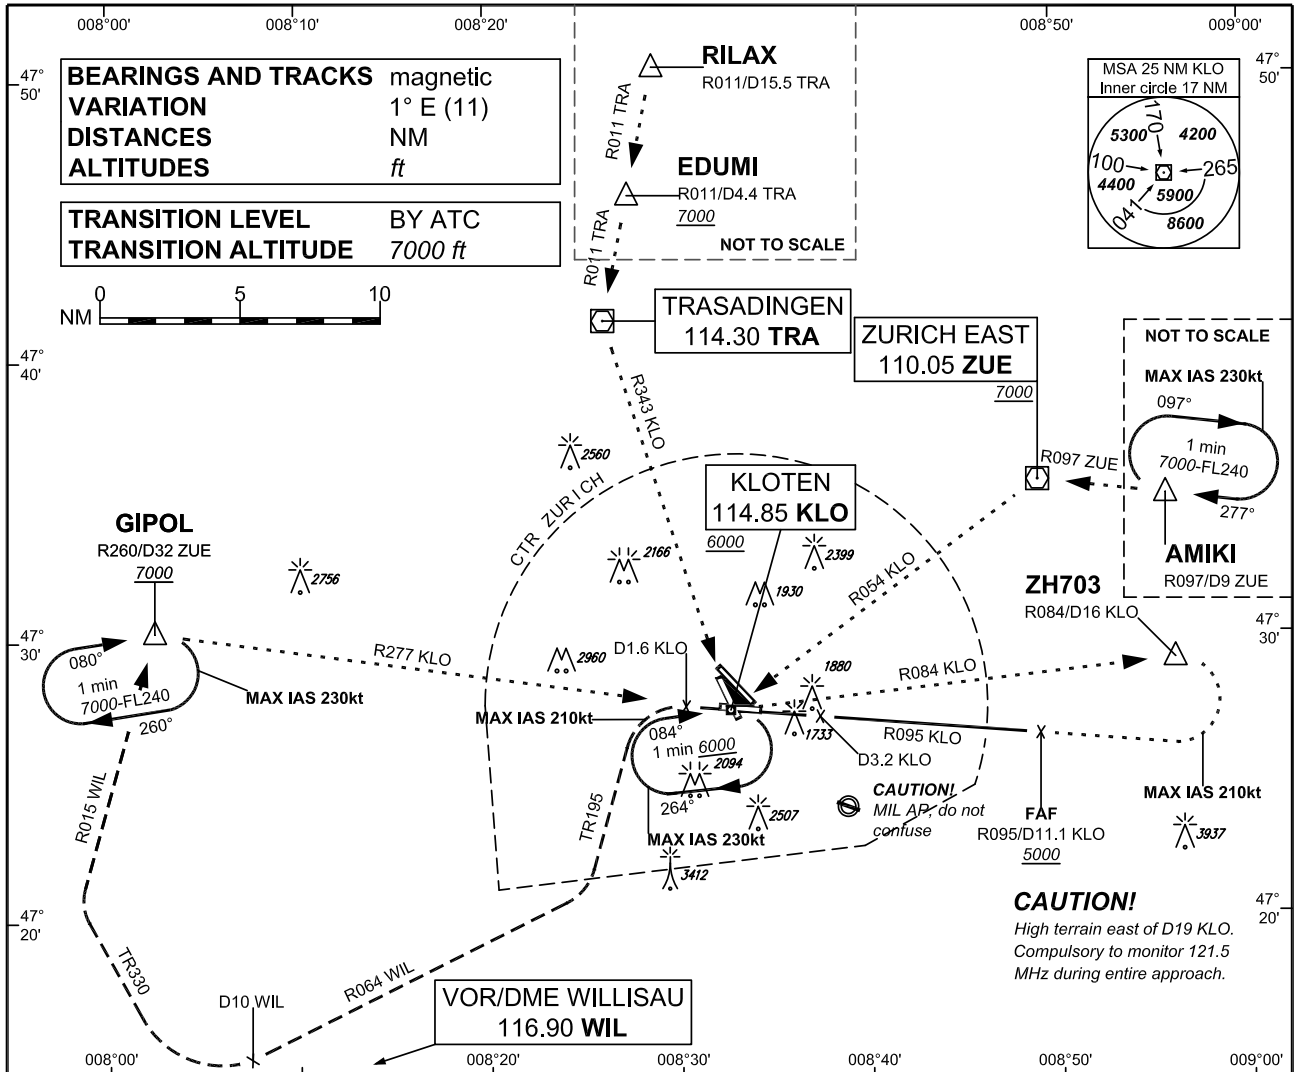 008°00'
008°10'
008°20'
008°50'
009°00'
47°
50'
47°
50'
BEARINGS AND TRACKS magnetic
VARIATION 1° E (11)
DISTANCES NM
ALTITUDES ft
TRANSITION LEVEL BY ATC
TRANSITION ALTITUDE 7000 ft
NM
0
5
10
RILAX
R011/D15.5 TRA
R011 TRA
EDUMI
R011/D4.4 TRA
7000
R011 TRA
NOT TO SCALE
MSA 25 NM KLO
Inner circle 17 NM
170
5300
4200
100
265
4400
5900
041
8600
TRASADINGEN
114.30 TRA
ZURICH EAST
110.05 ZUE
7000
NOT TO SCALE
MAX IAS 230kt
097°
1 min
7000-FL240
277°
R097 ZUE
AMIKI
R097/D9 ZUE
47°
40'
R343 KLO
2560
CTR ZURICH
KLOTEN
114.85 KLO
6000
2166
2399
1930
R054 KLO
ZH703
R084/D16 KLO
GIPOL
R260/D32 ZUE
7000
2756
47°
30'
47°
30'
080°
1 min
7000-FL240
260°
MAX IAS 230kt
R277 KLO
2960
D1.6 KLO
1880
R084 KLO
MAX IAS 210kt
084°
1 min 6000
2094
264°
1733
R095 KLO
D3.2 KLO
MAX IAS 230kt
2507
CAUTION!
MIL AP, do not
confuse
FAF
R095/D11.1 KLO
5000
MAX IAS 210kt
3937
R015 WIL
TR195
3412
47°
20'
47°
20'
CAUTION!
High terrain east of D19 KLO.
Compulsory to monitor 121.5
MHz during entire approach.
TR330
D10 WIL
R064 WIL
VOR/DME WILLISAU
116.90 WIL
008°00'
008°20'
008°30'
008°40'
008°50'
009°00'